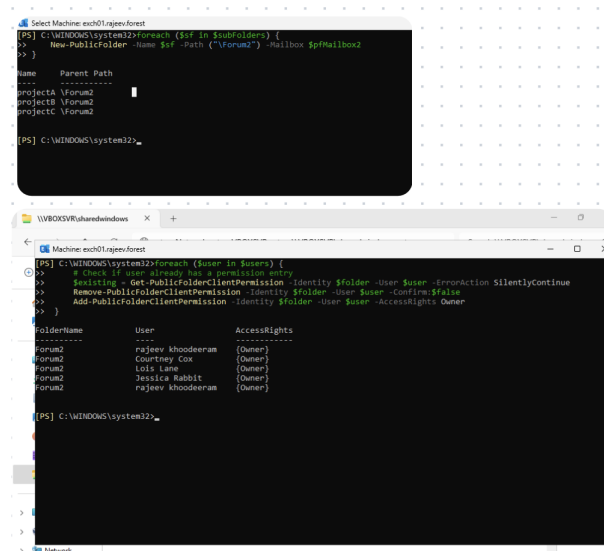 Select Machine: exch01.rajeev.forest
[PS] C:\WINDOWS\system32>foreach ($sf in $subFolders) {
>> New-PublicFolder -Name $sf -Path ("\Forum2") -Mailbox $pfMailbox2
>> }
Name Parent Path
---- -----------
projectA \Forum2
projectB \Forum2
projectC \Forum2
[PS] C:\WINDOWS\system32>
\\VBOXSVR\sharedwindows
Machine: exch01.rajeev.forest
[PS] C:\WINDOWS\system32>foreach ($user in $users) {
>> # Check if user already has a permission entry
>> $existing = Get-PublicFolderClientPermission -Identity $folder -User $user -ErrorAction SilentlyContinue
>> Remove-PublicFolderClientPermission -Identity $folder -User $user -Confirm:$false
>> Add-PublicFolderClientPermission -Identity $folder -User $user -AccessRights Owner
>> }
FolderName User AccessRights
---------- ---- ------------
Forum2 rajeev khoodeeram {Owner}
Forum2 Courtney Cox {Owner}
Forum2 Lois Lane {Owner}
Forum2 Jessica Rabbit {Owner}
Forum2 rajeev khoodeeram {Owner}
[PS] C:\WINDOWS\system32>
Network